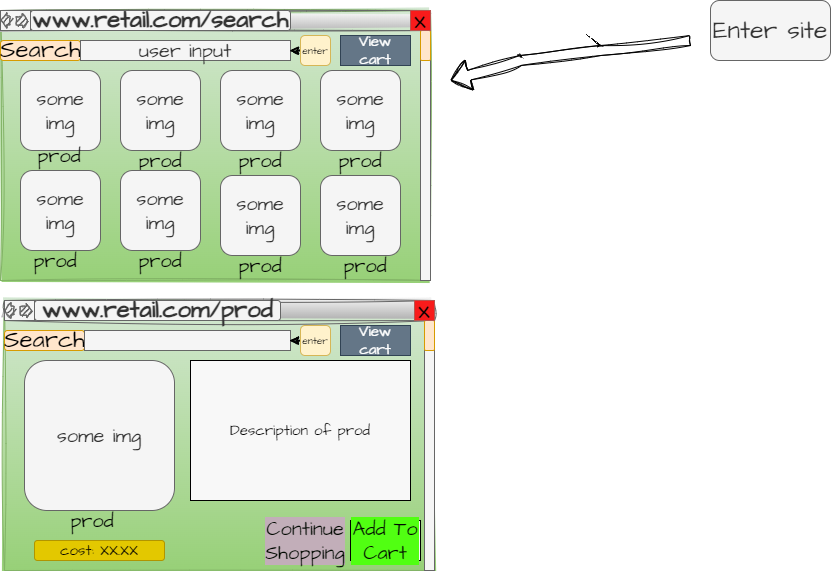 www.retail.com/search
X
Enter site
Search
user input
enter
View
cart
some
img
some
img
some
img
some
img
prod
prod
prod
prod
some
img
some
img
some
img
some
img
prod
prod
prod
prod
www.retail.com/prod
X
Search
enter
View
cart
some img
Description of prod
prod
cost: XX.XX
Continue
Shopping
Add To
Cart